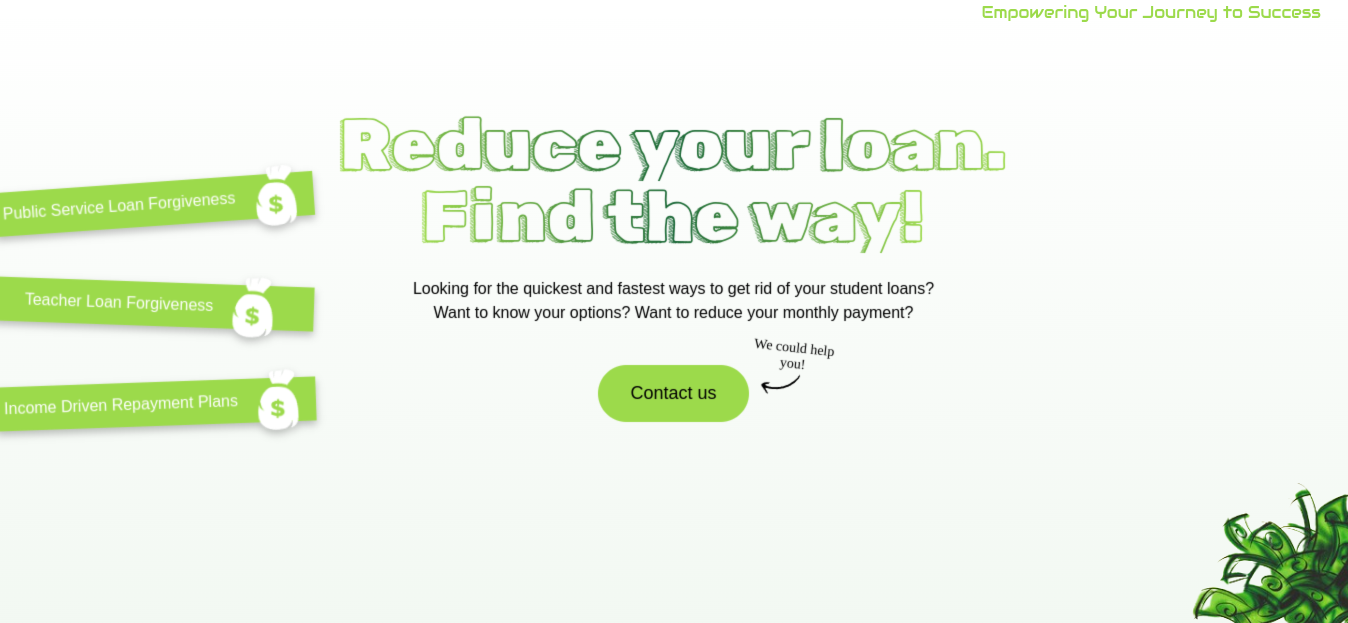 Empowering Your Journey to Success
Reduce your loan.
Find the way!
Public Service Loan Forgiveness
$
Teacher Loan Forgiveness
$
Income Driven Repayment Plans
$
Looking for the quickest and fastest ways to get rid of your student loans?
Want to know your options? Want to reduce your monthly payment?
We could help
you!
Contact us